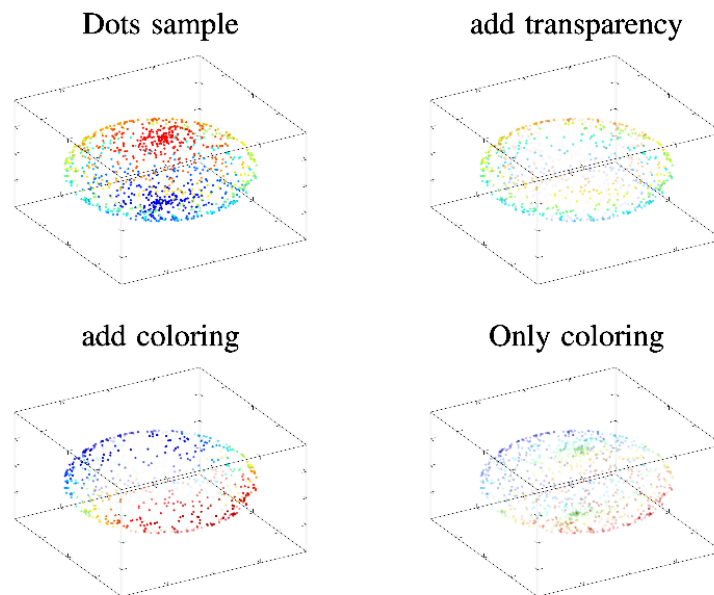 Dots sample
add transparency
add coloring
Only coloring